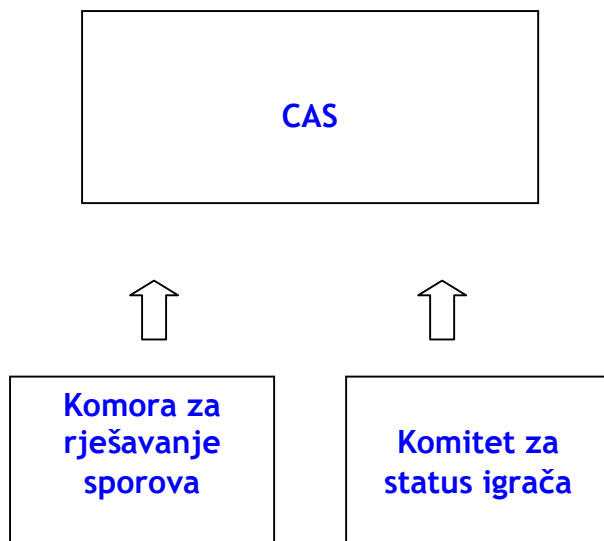 CAS
Komora za
rješavanje
sporova
Komitet za
status igrača